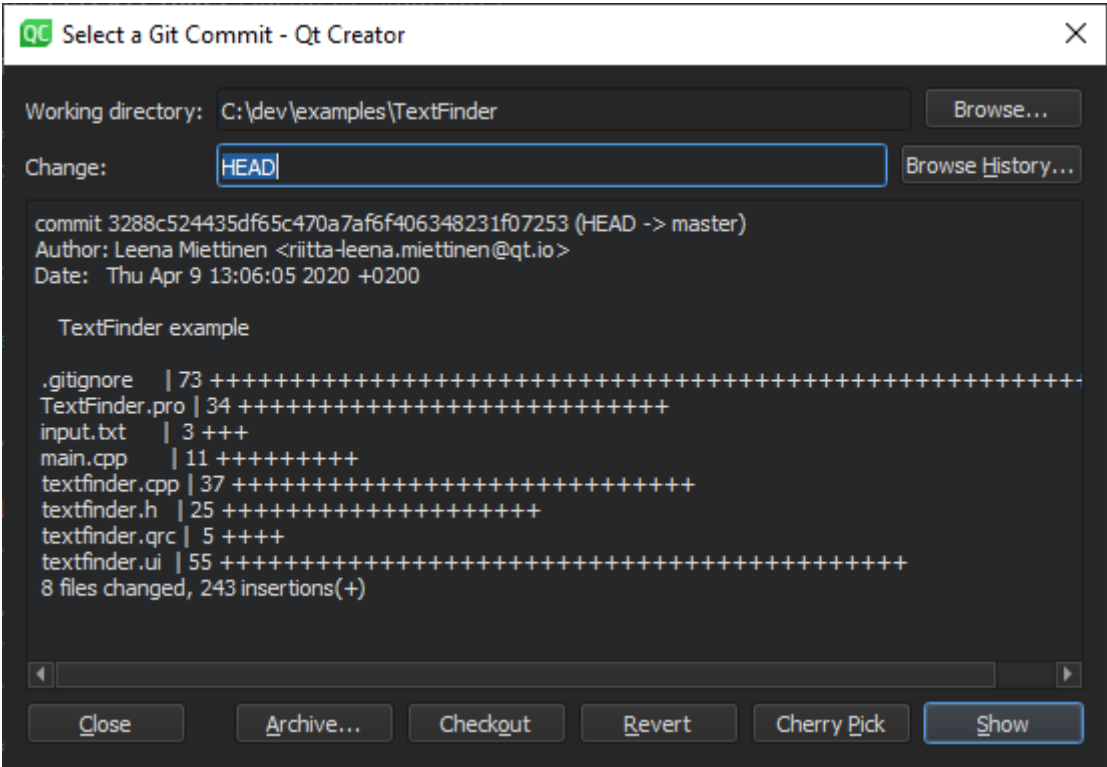 QC Select a Git Commit - Qt Creator
Working directory: C:\dev\examples\TextFinder Browse...
Change: HEAD Browse History...
commit 3288c524435df65c470a7af6f406348231f07253 (HEAD -> master)
Author: Leena Miettinen <riitta-leena.miettinen@qt.io>
Date:   Thu Apr 9 13:06:05 2020 +0200
TextFinder example
.gitignore | 73 +++++++++++++++++++++++++++++++++++++++++++++++++++++++
TextFinder.pro | 34 +++++++++++++++++++++++++++
input.txt | 3 +++
main.cpp | 11 +++++++++
textfinder.cpp | 37 +++++++++++++++++++++++++++++
textfinder.h | 25 ++++++++++++++++++++
textfinder.qrc | 5 ++++
textfinder.ui | 55 +++++++++++++++++++++++++++++++++++++++++++
8 files changed, 243 insertions(+)
Close Archive... Checkout Revert Cherry Pick Show